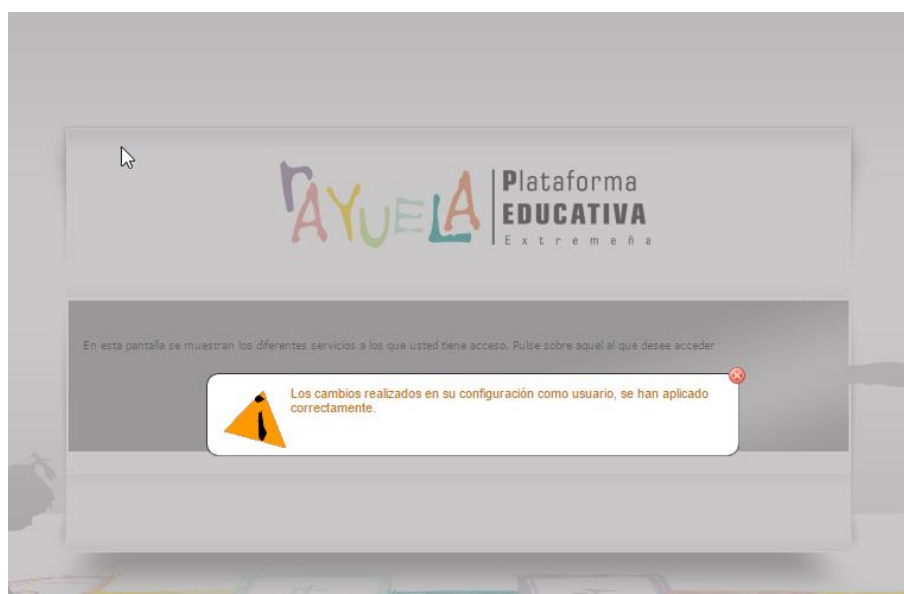 rAYUELA
Plataforma
EDUCATIVA
Extremeña
En esta pantalla se muestran los diferentes servicios a los que usted tiene acceso. Pulse sobre aquel al que desee acceder
Los cambios realizados en su configuración como usuario, se han aplicado
correctamente.